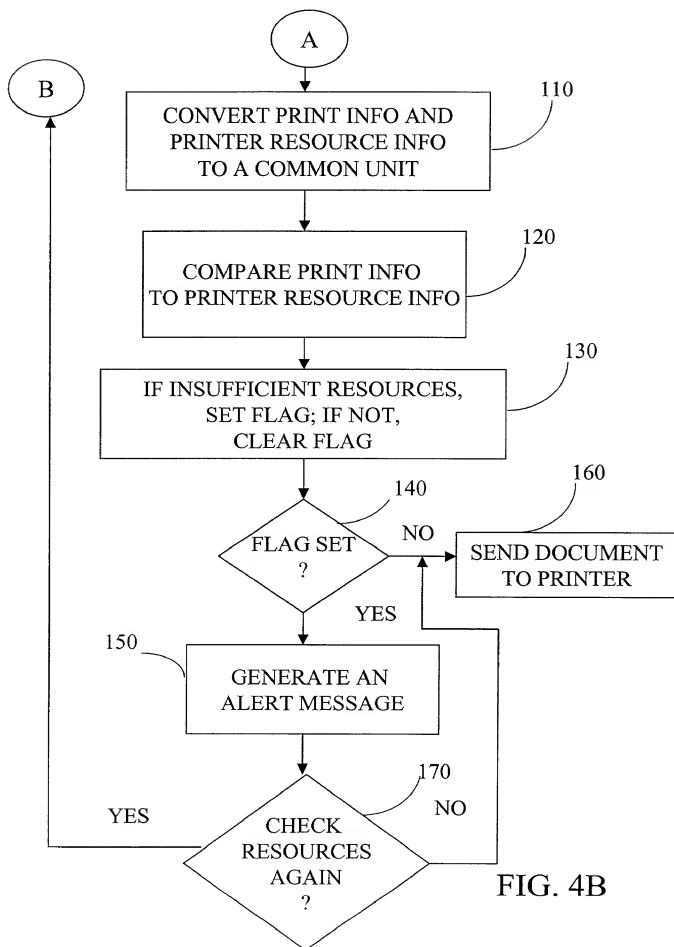 A
B
110
CONVERT PRINT INFO AND
PRINTER RESOURCE INFO
TO A COMMON UNIT
120
COMPARE PRINT INFO
TO PRINTER RESOURCE INFO
130
IF INSUFFICIENT RESOURCES,
SET FLAG; IF NOT,
CLEAR FLAG
140
FLAG SET
?
NO
160
SEND DOCUMENT
TO PRINTER
YES
150
GENERATE AN
ALERT MESSAGE
170
YES
NO
CHECK
RESOURCES
AGAIN
?
FIG. 4B